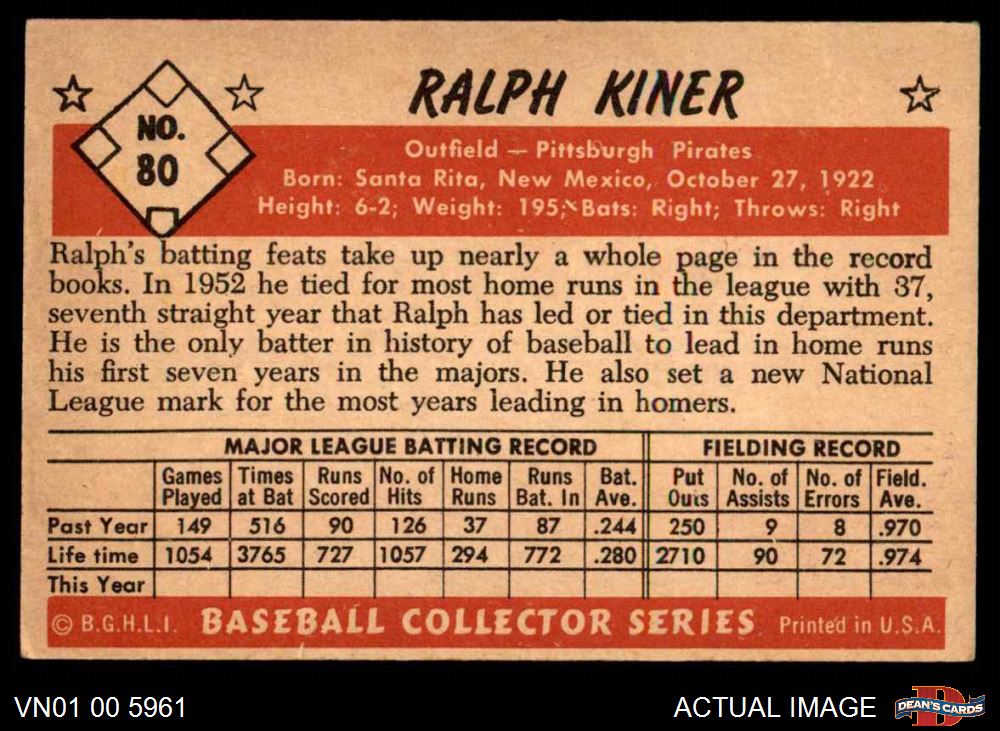 RALPH KINER
NO.
80
Outfield — Pittsburgh Pirates
Born: Santa Rita, New Mexico, October 27, 1922
Height: 6-2; Weight: 195; Bats: Right; Throws: Right
Ralph's batting feats take up nearly a whole page in the record
books. In 1952 he tied for most home runs in the league with 37,
seventh straight year that Ralph has led or tied in this department.
He is the only batter in history of baseball to lead in home runs
his first seven years in the majors. He also set a new National
League mark for the most years leading in homers.
MAJOR LEAGUE BATTING RECORD FIELDING RECORD
Games Times Runs No. of Home Runs Bat. Put No. of No. of Field.
Played at Bat Scored Hits Runs Bat. In Ave. Outs Assists Errors Ave.
Past Year 149 516 90 126 37 87 .244 250 9 8 .970
Life time 1054 3765 727 1057 294 772 .280 2710 90 72 .974
This Year
© B.G.H.L.I. BASEBALL COLLECTOR SERIES Printed in U.S.A.
VN01 00 5961 ACTUAL IMAGE DEAN'S CARDS